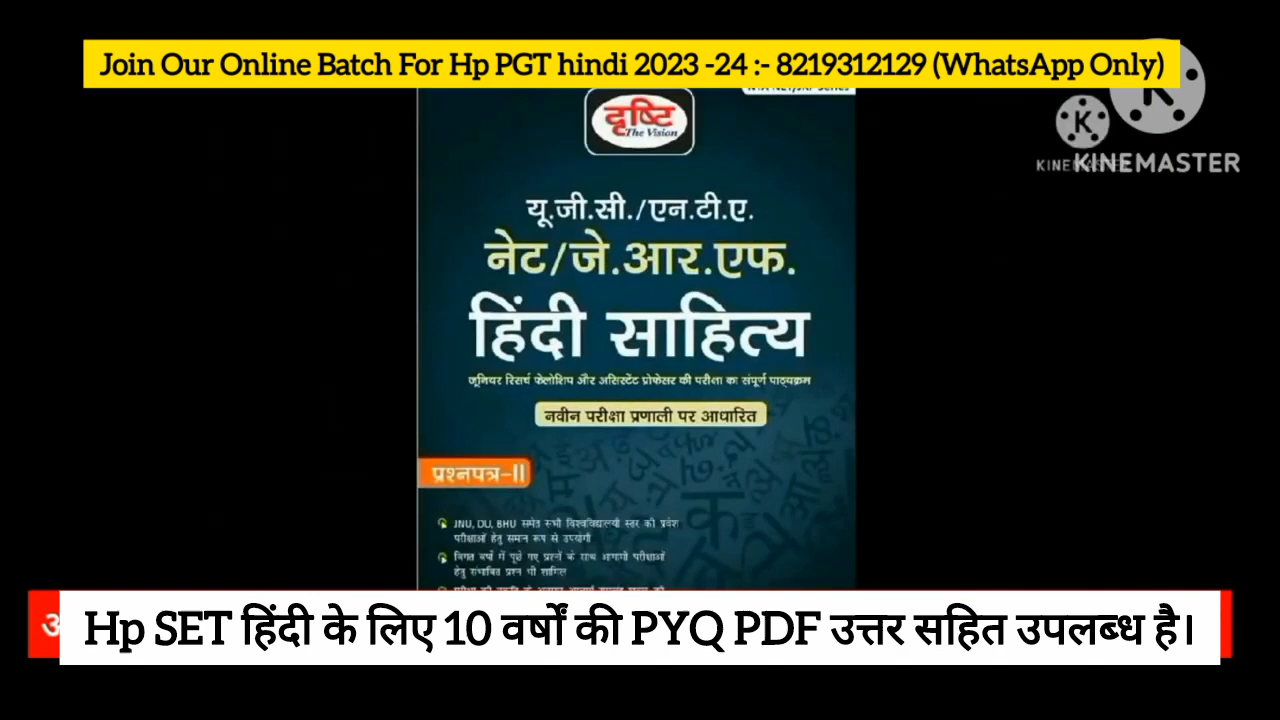 Join Our Online Batch For Hp PGT hindi 2023 -24 :- 8219312129 (WhatsApp Only)
दृष्टि
The Vision
KINEMASTER
यू.जी.सी./एन.टी.ए.
नेट/जे.आर.एफ.
हिंदी साहित्य
जूनियर रिसर्च फेलोशिप और असिस्टेंट प्रोफेसर की परीक्षा का संपूर्ण पाठ्यक्रम
नवीन परीक्षा प्रणाली पर आधारित
प्रश्नपत्र-II
JNU, DU, BHU समेत सभी विश्वविद्यालयी स्तर की प्रवेश
परीक्षाओं हेतु समान रूप से उपयोगी
विगत वर्षों में पूछे गए प्रश्नों के साथ आगामी परीक्षाओं
हेतु संभावित प्रश्न भी शामिल
Hp SET हिंदी के लिए 10 वर्षों की PYQ PDF उत्तर सहित उपलब्ध है।